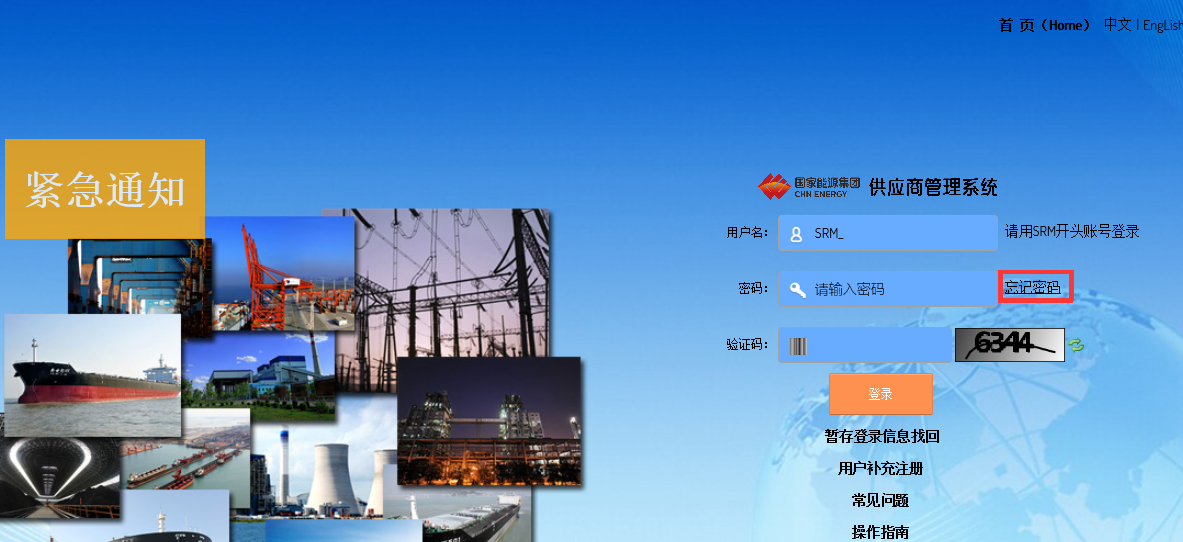 首 页（Home） 中文 | EngLish
紧急通知
国家能源集团
CHN ENERGY
供应商管理系统
用户名： SRM_ 请用SRM开头账号登录
密码： 请输入密码 忘记密码
验证码： 6344
登录
暂存登录信息找回
用户补充注册
常见问题
操作指南